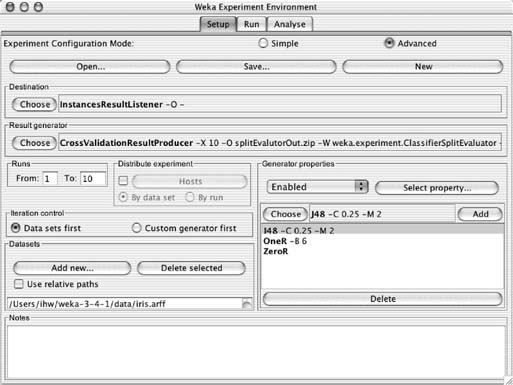 Weka Experiment Environment
Setup Run Analyse
Experiment Configuration Mode: Simple Advanced
Open... Save... New
Destination
Choose InstancesResultListener -O -
Result generator
Choose CrossValidationResultProducer -X 10 -O splitEvalutorOut.zip -W weka.experiment.ClassifierSplitEvaluator -
Runs
From: 1 To: 10
Distribute experiment
Hosts
By data set By run
Generator properties
Enabled Select property...
Iteration control
Data sets first Custom generator first
Choose J48 -C 0.25 -M 2 Add
J48 -C 0.25 -M 2
OneR -B 6
ZeroR
Datasets
Add new... Delete selected
Use relative paths
/Users/ihw/weka-3-4-1/data/iris.arff
Delete
Notes